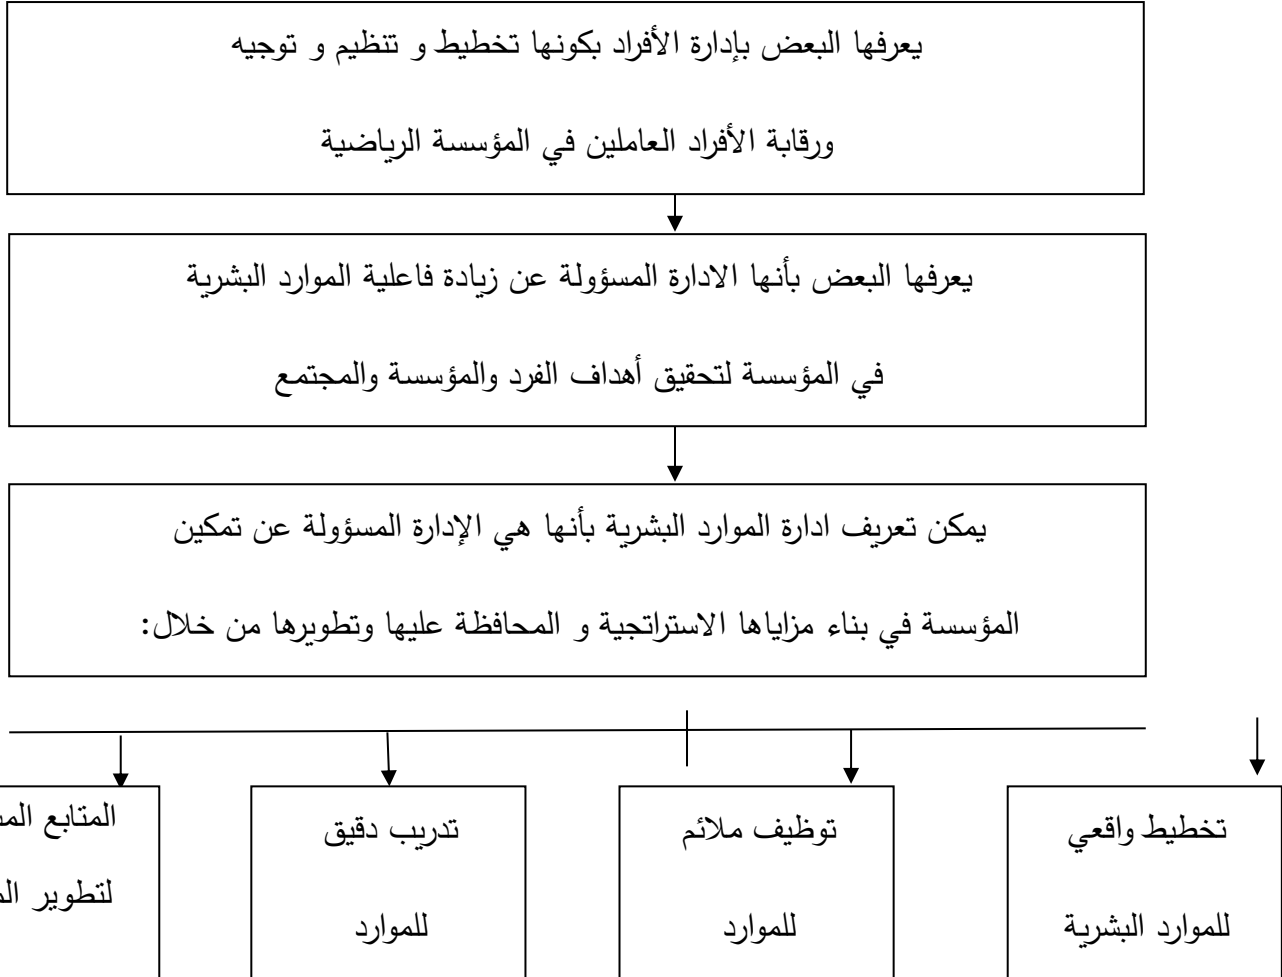 يعرفها البعض بإدارة الأفراد بكونها تخطيط و تنظيم و توجيه
ورقابة الأفراد العاملين في المؤسسة الرياضية
يعرفها البعض بأنها الادارة المسؤولة عن زيادة فاعلية الموارد البشرية
في المؤسسة لتحقيق أهداف الفرد والمؤسسة والمجتمع
يمكن تعريف ادارة الموارد البشرية بأنها هي الإدارة المسؤولة عن تمكين
المؤسسة في بناء مزاياها الاستراتجية و المحافظة عليها وتطويرها من خلال:
تخطيط واقعي
للموارد البشرية
توظيف ملائم
للموارد
تدريب دقيق
للموارد
المتابع
لتطوير